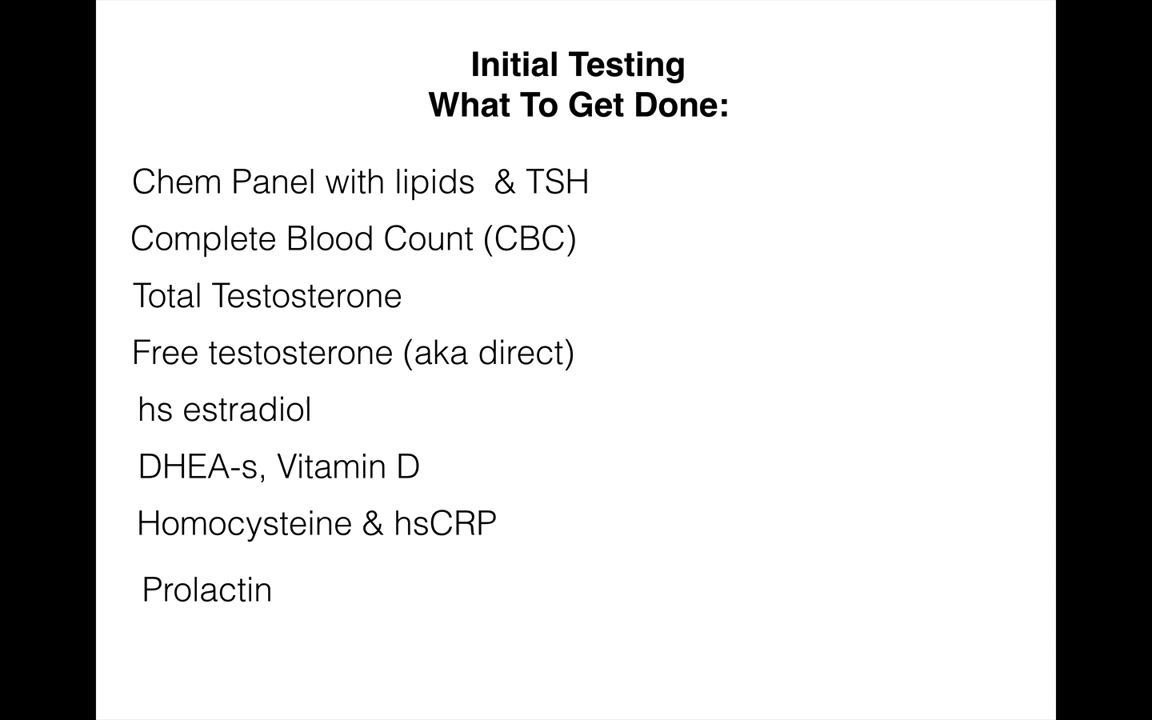 Initial Testing
What To Get Done:
Chem Panel with lipids & TSH
Complete Blood Count (CBC)
Total Testosterone
Free testosterone (aka direct)
hs estradiol
DHEA-s, Vitamin D
Homocysteine & hsCRP
Prolactin